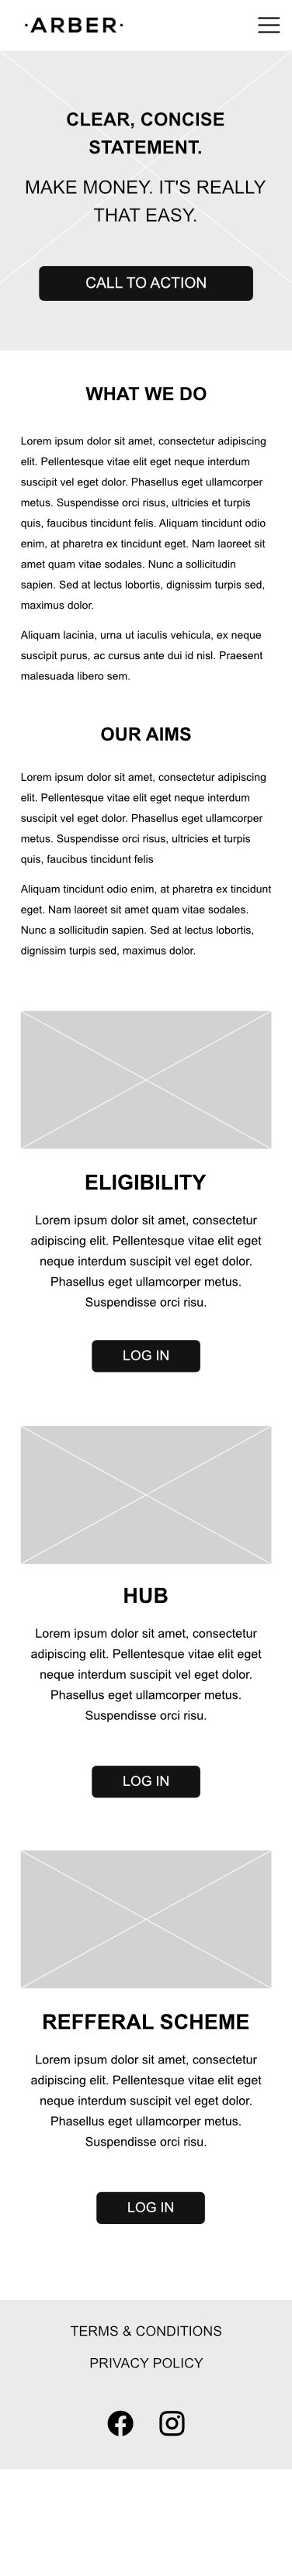 ·ARBER·
CLEAR, CONCISE
STATEMENT.
MAKE MONEY. IT'S REALLY
THAT EASY.
CALL TO ACTION
WHAT WE DO
Lorem ipsum dolor sit amet, consectetur adipiscing
elit. Pellentesque vitae elit eget neque interdum
suscipit vel eget dolor. Phasellus eget ullamcorper
metus. Suspendisse orci risus, ultricies et turpis
quis, faucibus tincidunt felis. Aliquam tincidunt odio
enim, at pharetra ex tincidunt eget. Nam laoreet sit
amet quam vitae sodales. Nunc a sollicitudin
sapien. Sed at lectus lobortis, dignissim turpis sed,
maximus dolor.
Aliquam lacinia, urna ut iaculis vehicula, ex neque
suscipit purus, ac cursus ante dui id nisl. Praesent
malesuada libero sem.
OUR AIMS
Lorem ipsum dolor sit amet, consectetur adipiscing
elit. Pellentesque vitae elit eget neque interdum
suscipit vel eget dolor. Phasellus eget ullamcorper
metus. Suspendisse orci risus, ultricies et turpis
quis, faucibus tincidunt felis
Aliquam tincidunt odio enim, at pharetra ex tincidunt
eget. Nam laoreet sit amet quam vitae sodales.
Nunc a sollicitudin sapien. Sed at lectus lobortis,
dignissim turpis sed, maximus dolor.
ELIGIBILITY
Lorem ipsum dolor sit amet, consectetur
adipiscing elit. Pellentesque vitae elit eget
neque interdum suscipit vel eget dolor.
Phasellus eget ullamcorper metus.
Suspendisse orci risu.
LOG IN
HUB
Lorem ipsum dolor sit amet, consectetur
adipiscing elit. Pellentesque vitae elit eget
neque interdum suscipit vel eget dolor.
Phasellus eget ullamcorper metus.
Suspendisse orci risu.
LOG IN
REFFERAL SCHEME
Lorem ipsum dolor sit amet, consectetur
adipiscing elit. Pellentesque vitae elit eget
neque interdum suscipit vel eget dolor.
Phasellus eget ullamcorper metus.
Suspendisse orci risu.
LOG IN
TERMS & CONDITIONS
PRIVACY POLICY